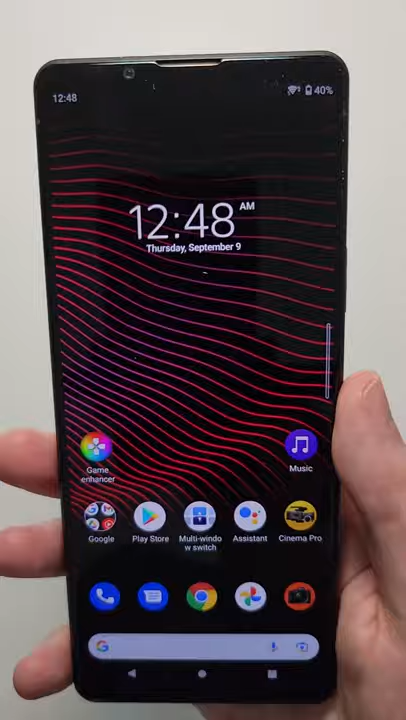 12:48
40%
12:48 AM
Thursday, September 9
Game
enhancer
Music
Google
Play Store
Multi-windo
w switch
Assistant
Cinema Pro